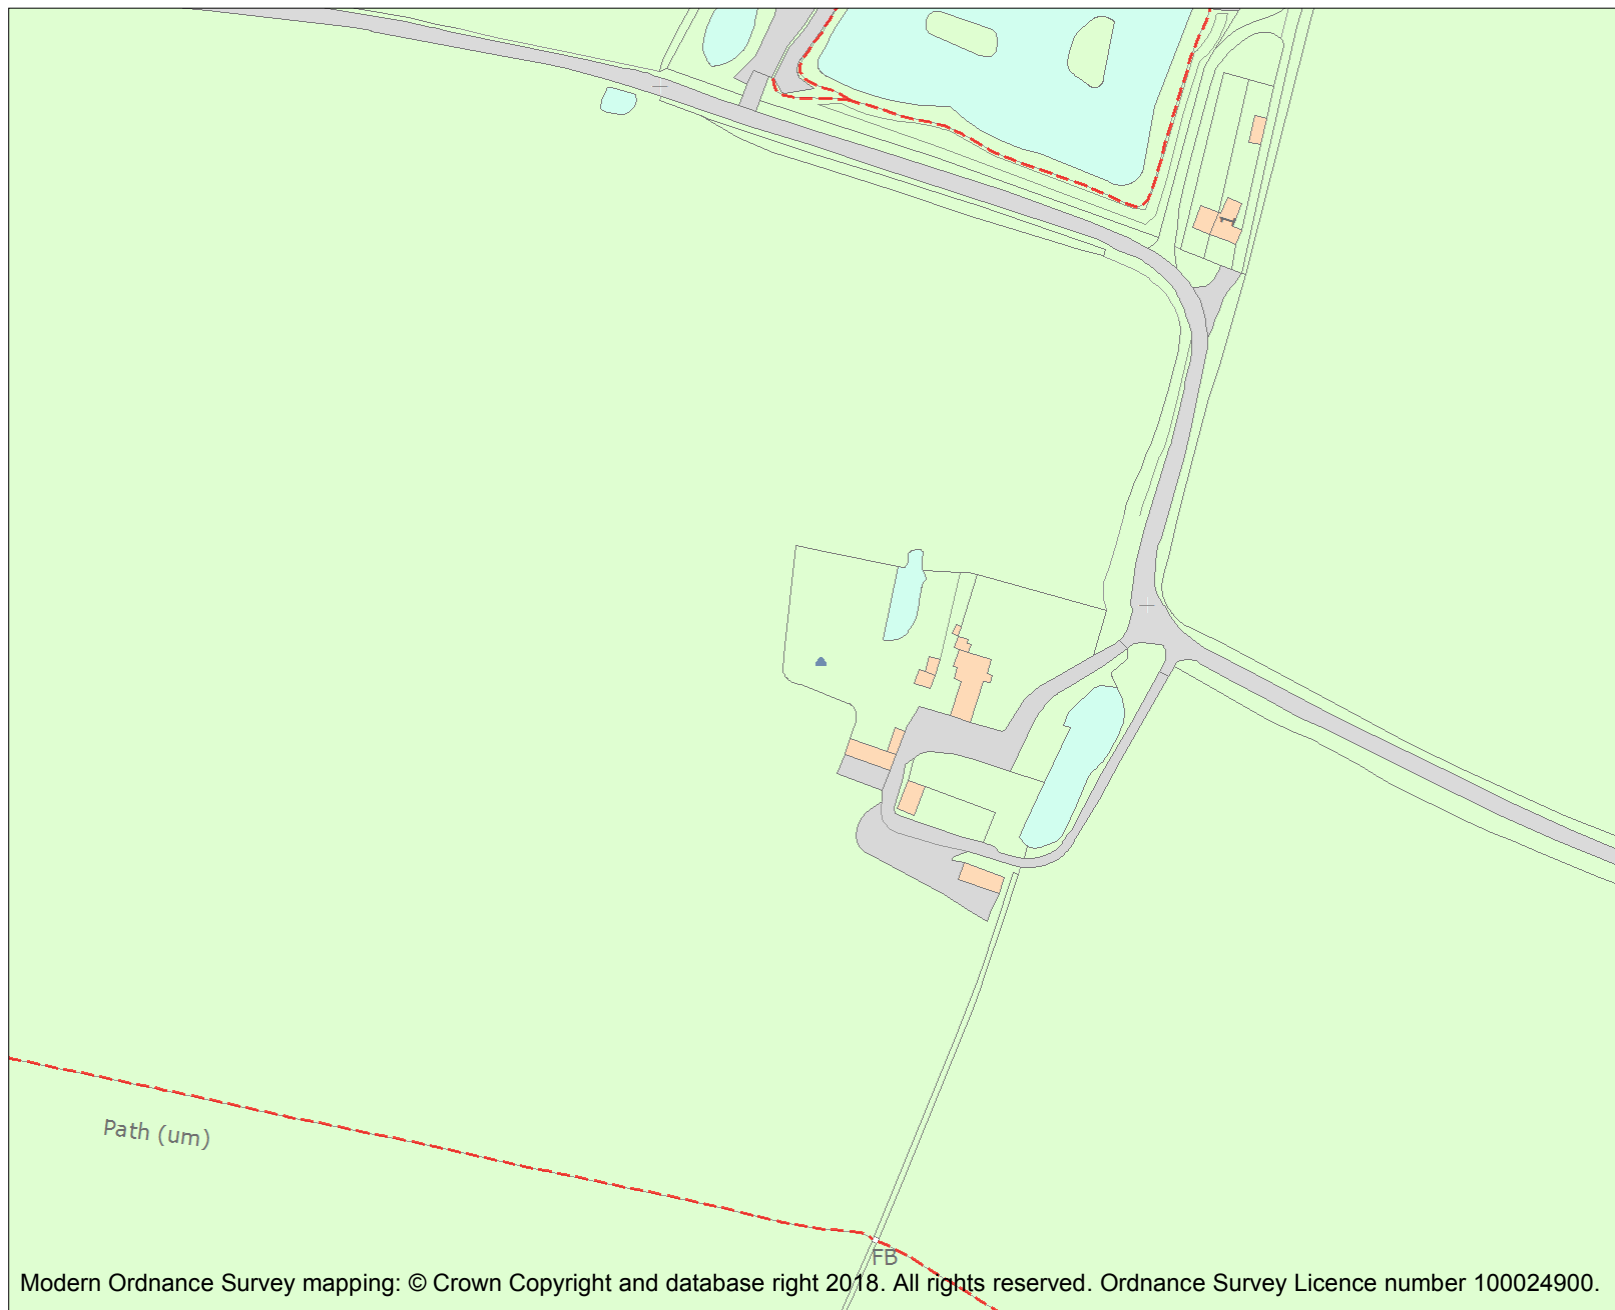 1
Path (um)
FB
Modern Ordnance Survey mapping: © Crown Copyright and database right 2018. All rights reserved. Ordnance Survey Licence number 100024900.